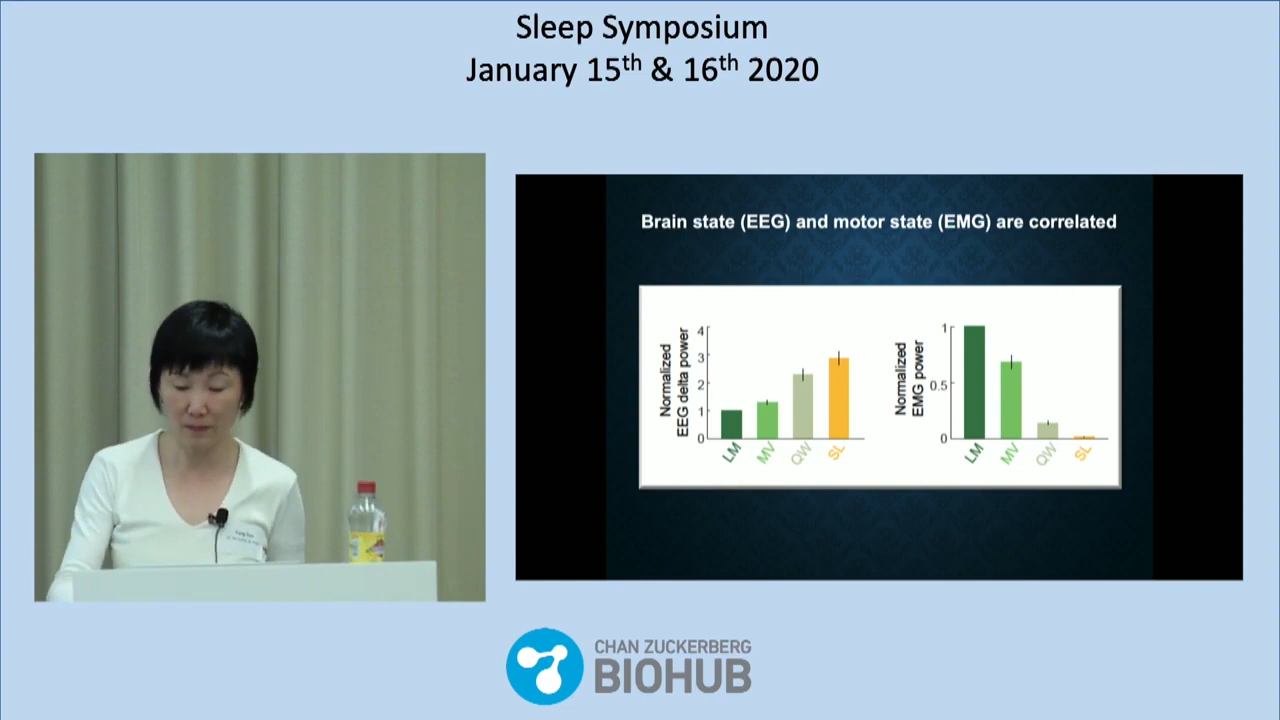 Sleep Symposium
January 15th & 16th 2020
Brain state (EEG) and motor state (EMG) are correlated
Normalized
EEG delta power
4
3
2
1
0
LM
MV
QW
SL
Normalized
EMG power
1
0.5
0
LM
MV
QW
SL
CHAN ZUCKERBERG
BIOHUB